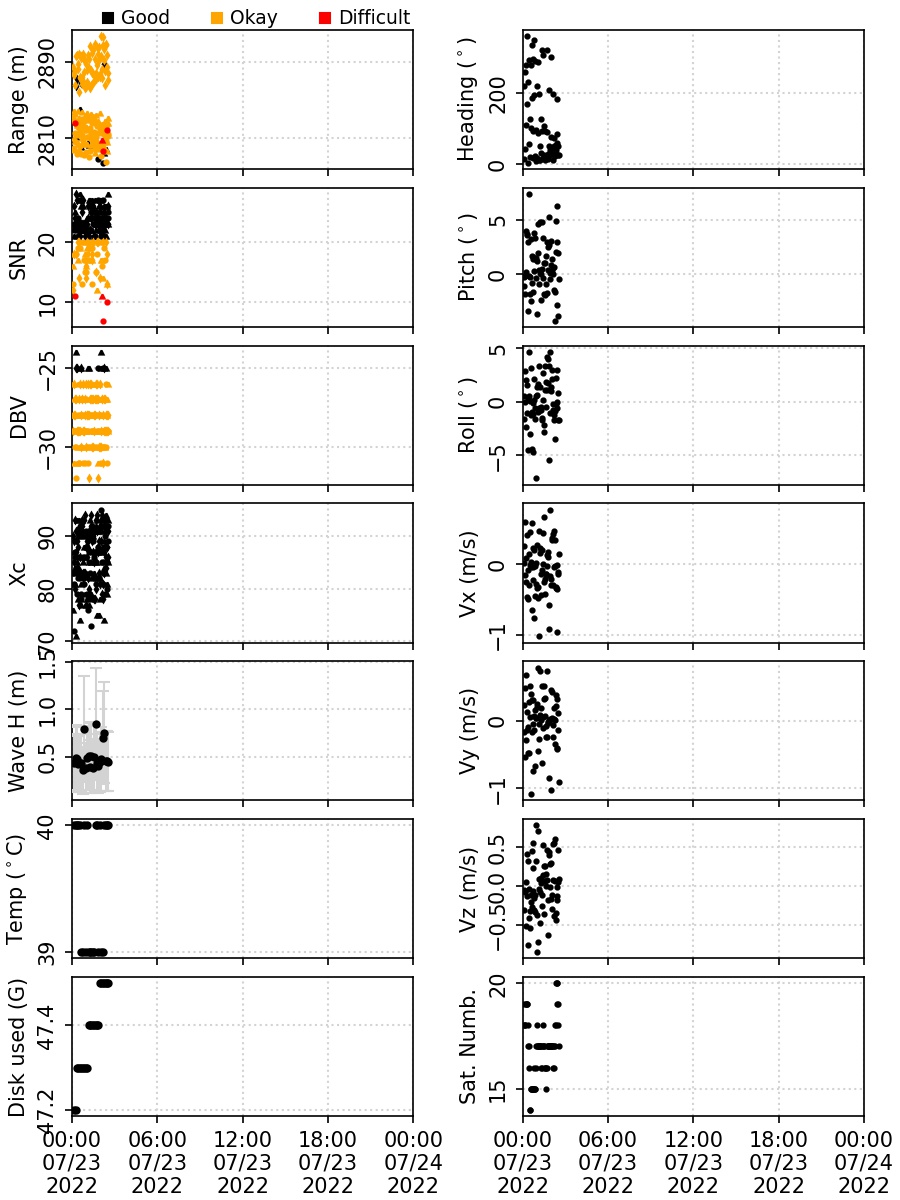 Good Okay Difficult
Range (m)
2890
2810
Heading (°)
200
0
SNR
20
10
Pitch (°)
5
0
DBV
−25
−30
Roll (°)
5
0
−5
Xc
90
80
70
Vx (m/s)
0
−1
Wave H (m)
1.5
1.0
0.5
Vy (m/s)
0
−1
Temp (°C)
40
39
Vz (m/s)
0.5
0.0
−0.5
Disk used (G)
47.4
47.2
Sat. Numb.
20
15
00:00 06:00 12:00 18:00 00:00
07/23 07/23 07/23 07/23 07/24
2022 2022 2022 2022 2022
00:00 06:00 12:00 18:00 00:00
07/23 07/23 07/23 07/23 07/24
2022 2022 2022 2022 2022